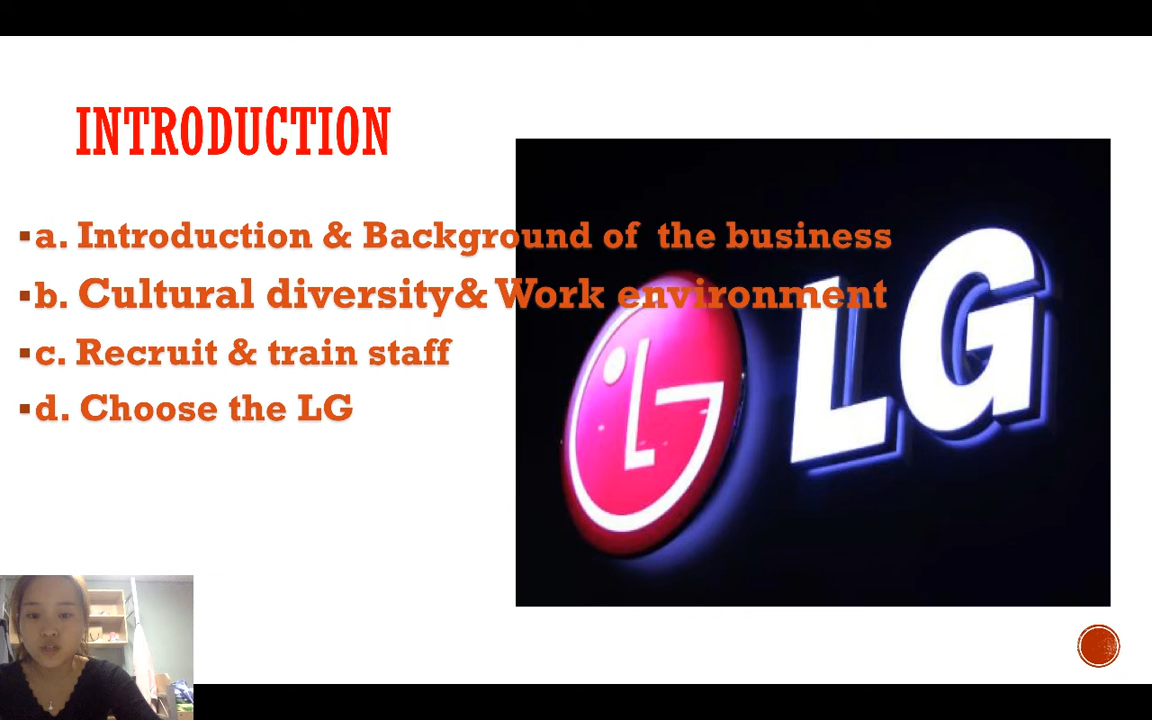 INTRODUCTION
a. Introduction & Background of  the business
b. Cultural diversity& Work environment
c. Recruit & train staff
d. Choose the LG
LG